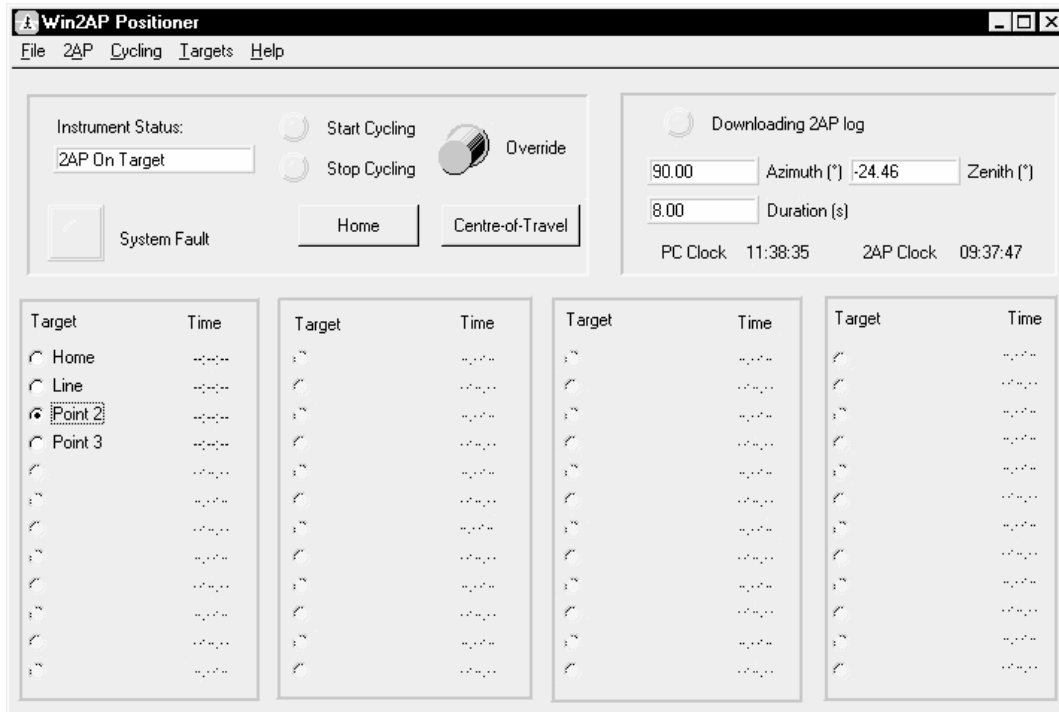 Win2AP Positioner
File 2AP Cycling Targets Help
Instrument Status:
2AP On Target
Start Cycling
Stop Cycling
Override
System Fault
Home
Centre-of-Travel
Downloading 2AP log
90.00 Azimuth (°) -24.46 Zenith (°)
8.00 Duration (s)
PC Clock 11:38:35 2AP Clock 09:37:47
Target Time
Home --:--:--
Line --:--:--
Point 2 --:--:--
Point 3 --:--:--
Target Time
Target Time
Target Time